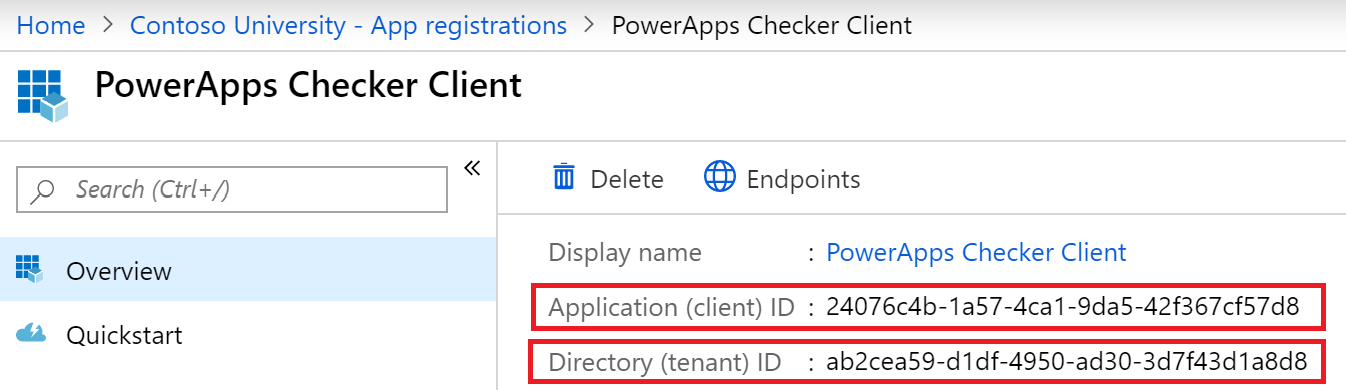 Home > Contoso University - App registrations > PowerApps Checker Client
PowerApps Checker Client
Search (Ctrl+/)
«
Overview
Quickstart
Delete Endpoints
Display name : PowerApps Checker Client
Application (client) ID : 24076c4b-1a57-4ca1-9da5-42f367cf57d8
Directory (tenant) ID : ab2cea59-d1df-4950-ad30-3d7f43d1a8d8